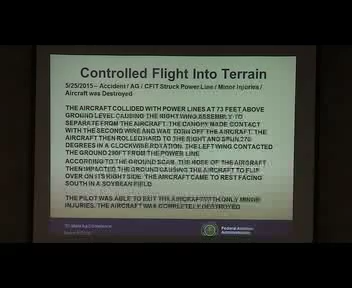 Controlled Flight Into Terrain
5/25/2015 – Accident / AG / CFIT Struck Power Line / Minor Injuries /
Aircraft was Destroyed
THE AIRCRAFT COLLIDED WITH POWER LINES AT 73 FEET ABOVE
GROUND LEVEL CAUSING THE RIGHT WING ASSEMBLY TO
SEPARATE FROM THE AIRCRAFT. THE CANOPY MADE CONTACT
WITH THE SECOND WIRE AND WAS TORN OFF THE AIRCRAFT. THE
AIRCRAFT THEN ROLLED HARD TO THE RIGHT AND SPUN 270
DEGREES IN A CLOCKWISE ROTATION. THE LEFT WING CONTACTED
THE GROUND 290FT FROM THE POWER LINE
ACCORDING TO THE GROUND SCAR. THE NOSE OF THE AIRCRAFT
THEN IMPACTED THE GROUND CAUSING THE AIRCRAFT TO FLIP
OVER ON ITS RIGHT SIDE. THE AIRCRAFT CAME TO REST FACING
SOUTH IN A SOYBEAN FIELD
THE PILOT WAS ABLE TO EXIT THE AIRCRAFT WITH ONLY MINOR
INJURIES. THE AIRCRAFT WAS COMPLETELY DESTROYED
Federal Aviation
Administration